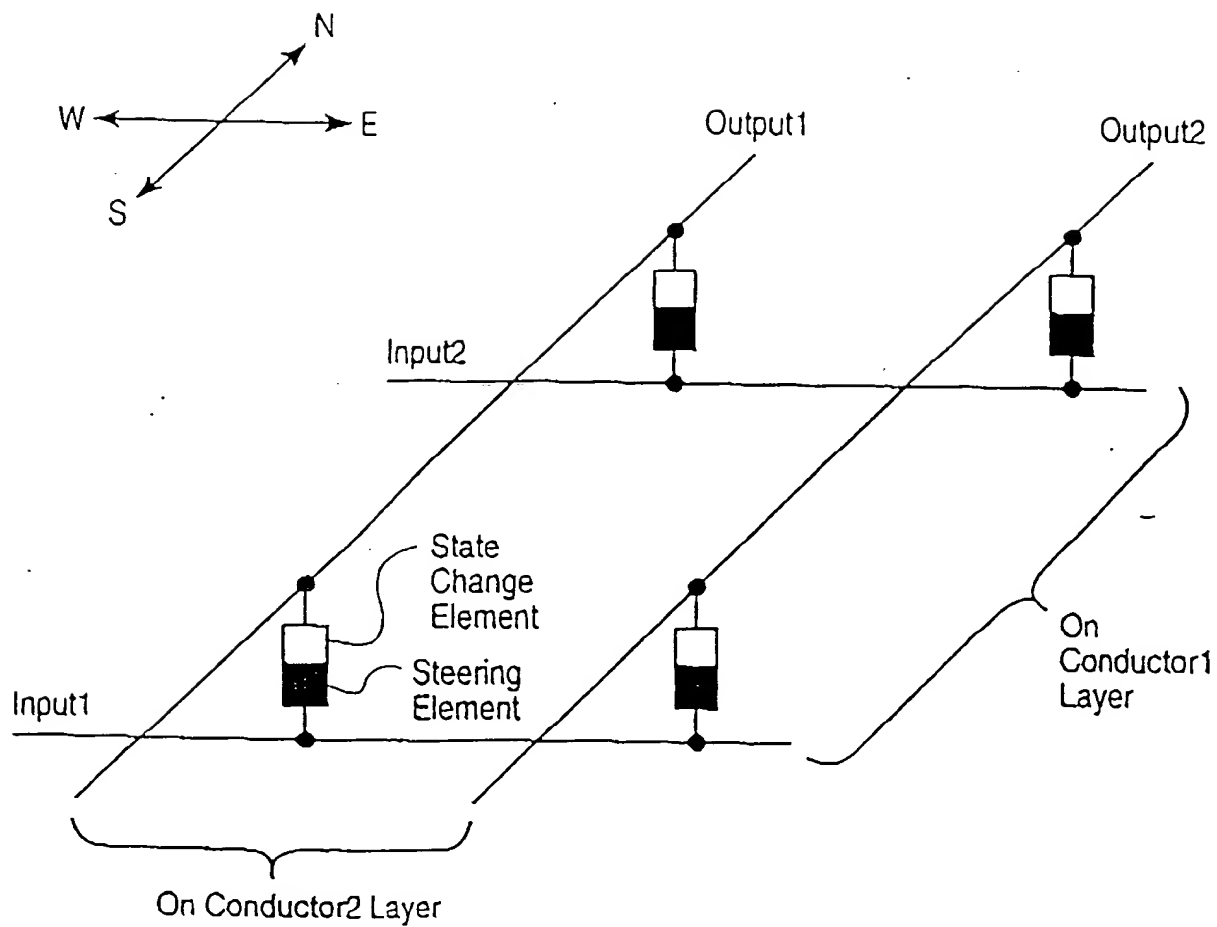 N
W
E
S
Output1
Output2
Input2
State
Change
Element
Steering
Element
Input1
On
Conductor1
Layer
On Conductor2 Layer